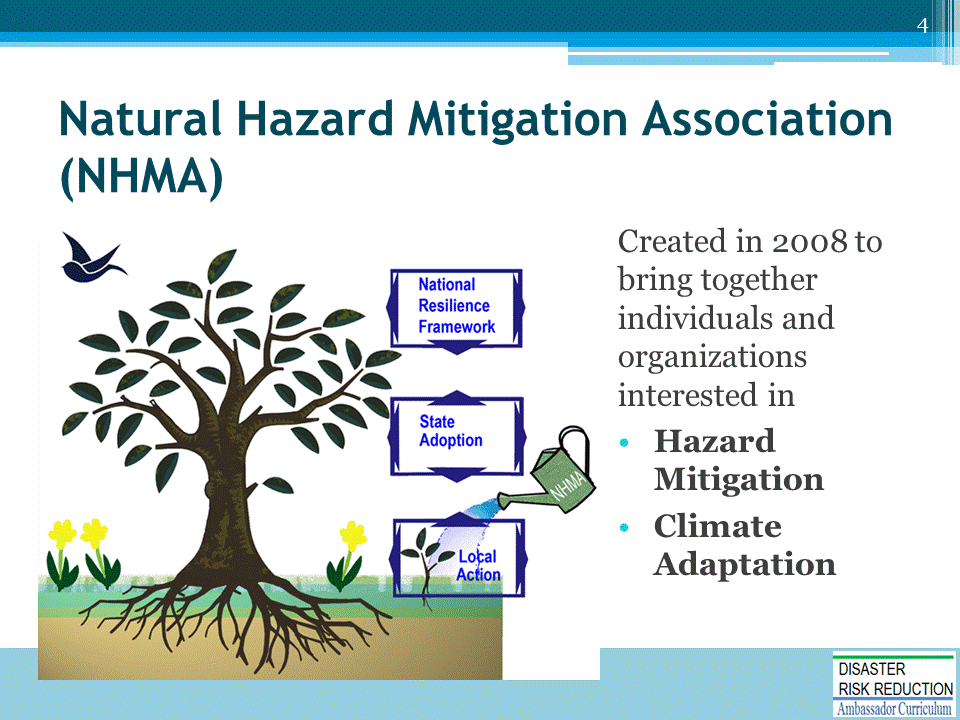 4
Natural Hazard Mitigation Association
(NHMA)
National
Resilience
Framework
State
Adoption
NHMA
Local
Action
Created in 2008 to
bring together
individuals and
organizations
interested in
• Hazard
Mitigation
• Climate
Adaptation
DISASTER
RISK REDUCTION
Ambassador Curriculum